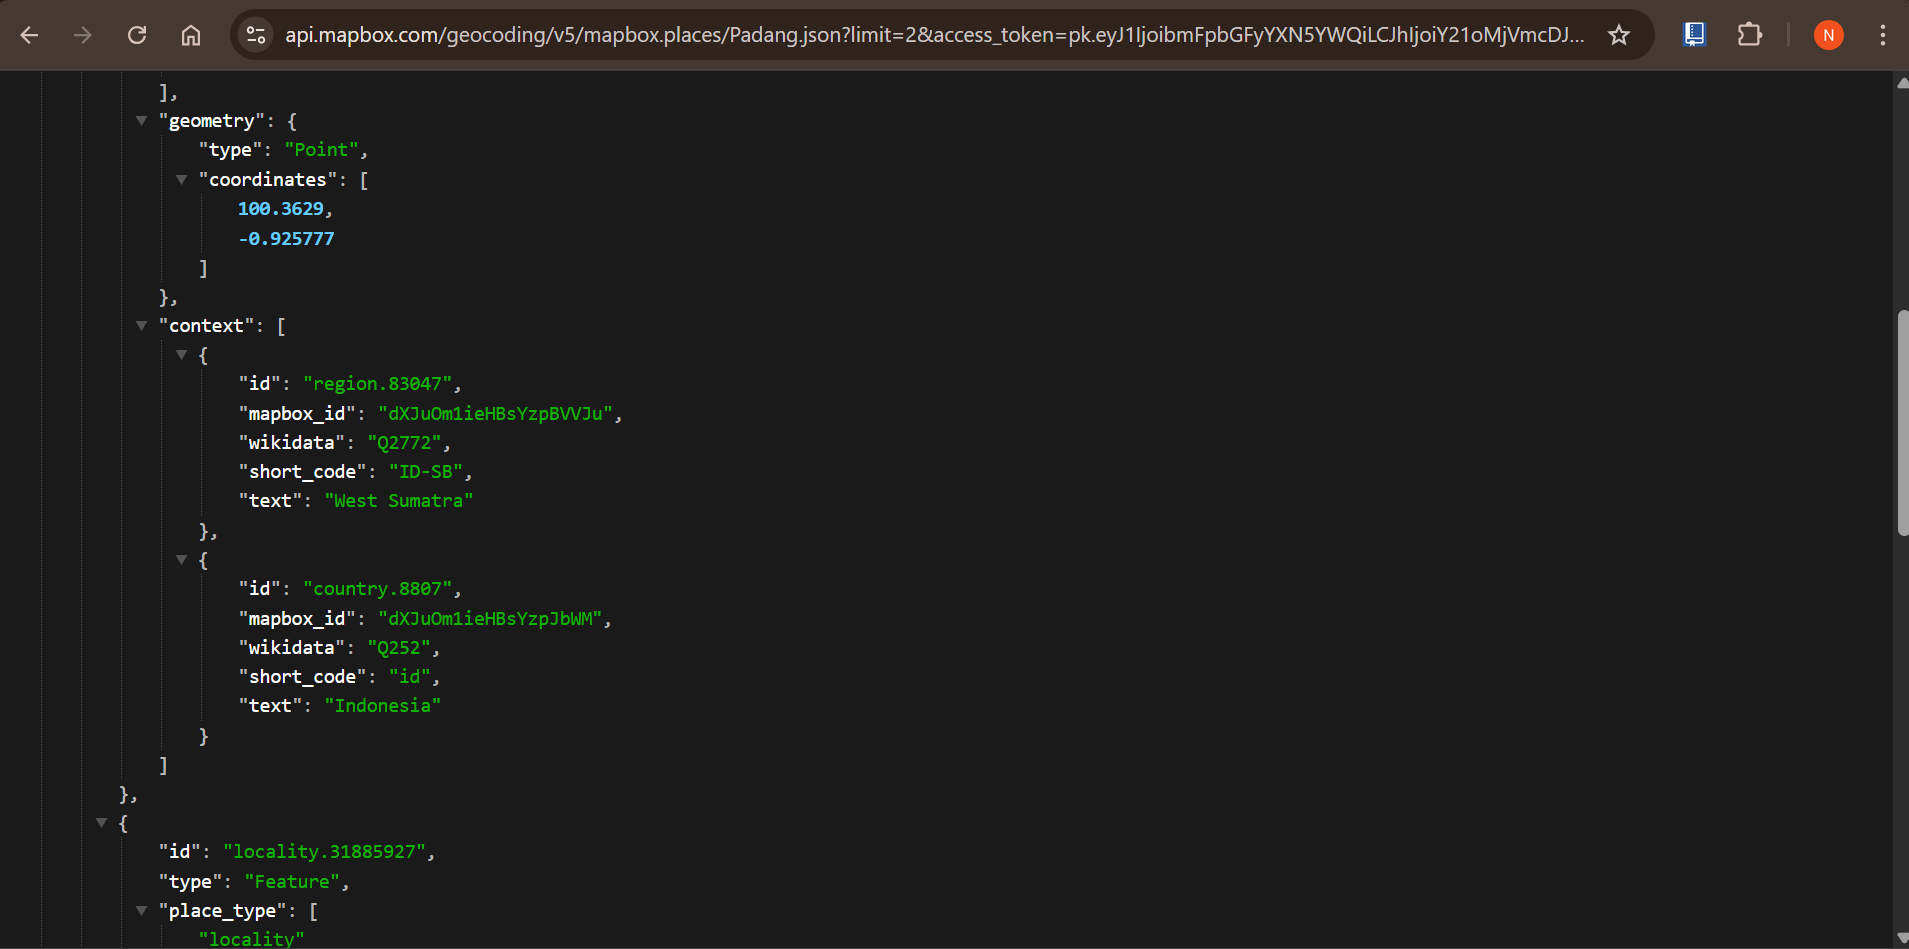 api.mapbox.com/geocoding/v5/mapbox.places/Padang.json?limit=2&access_token=pk.eyJ1IjoibmFpbGFyYXN5YWQiLCJhIjoiY21oMjVmcDJ...
N
],
"geometry": {
"type": "Point",
"coordinates": [
100.3629,
-0.925777
]
},
"context": [
{
"id": "region.83047",
"mapbox_id": "dXJuOm1ieHBsYzpBVVJu",
"wikidata": "Q2772",
"short_code": "ID-SB",
"text": "West Sumatra"
},
{
"id": "country.8807",
"mapbox_id": "dXJuOm1ieHBsYzpJbWM",
"wikidata": "Q252",
"short_code": "id",
"text": "Indonesia"
}
]
},
{
"id": "locality.31885927",
"type": "Feature",
"place_type": [
"locality"